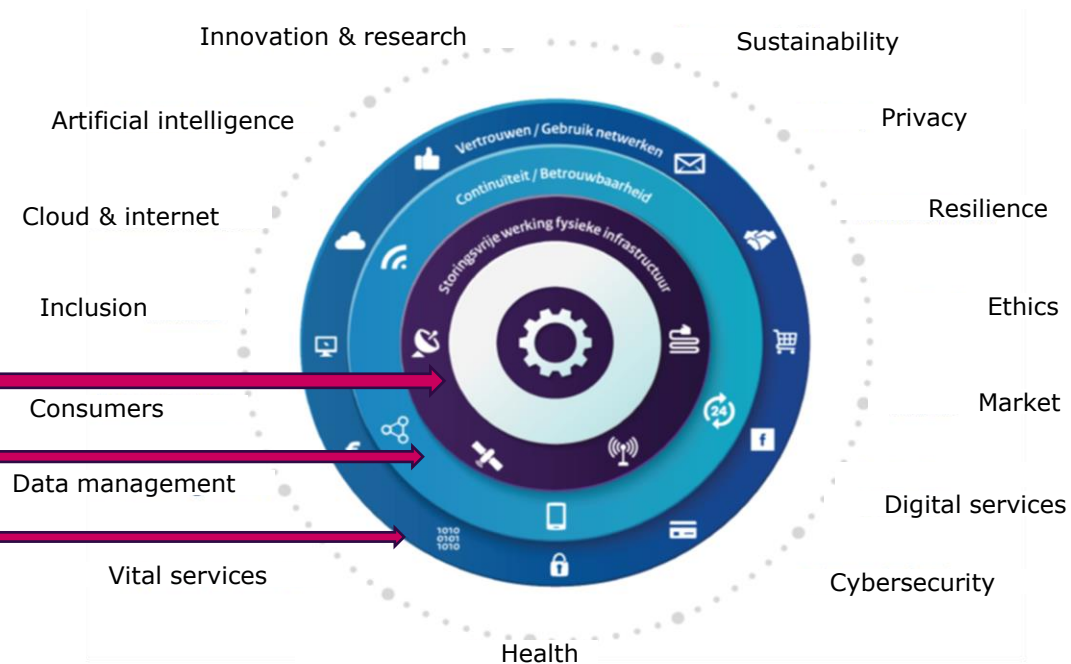 Innovation & research
Sustainability
Artificial intelligence
Privacy
Vertrouwen / Gebruik netwerken
Continuïteit / Betrouwbaarheid
Storingsvrije werking fysieke infrastructuur
Cloud & internet
Resilience
Inclusion
Ethics
Consumers
Market
24
f
Data management
Digital services
1010
0101
1010
Vital services
Cybersecurity
Health